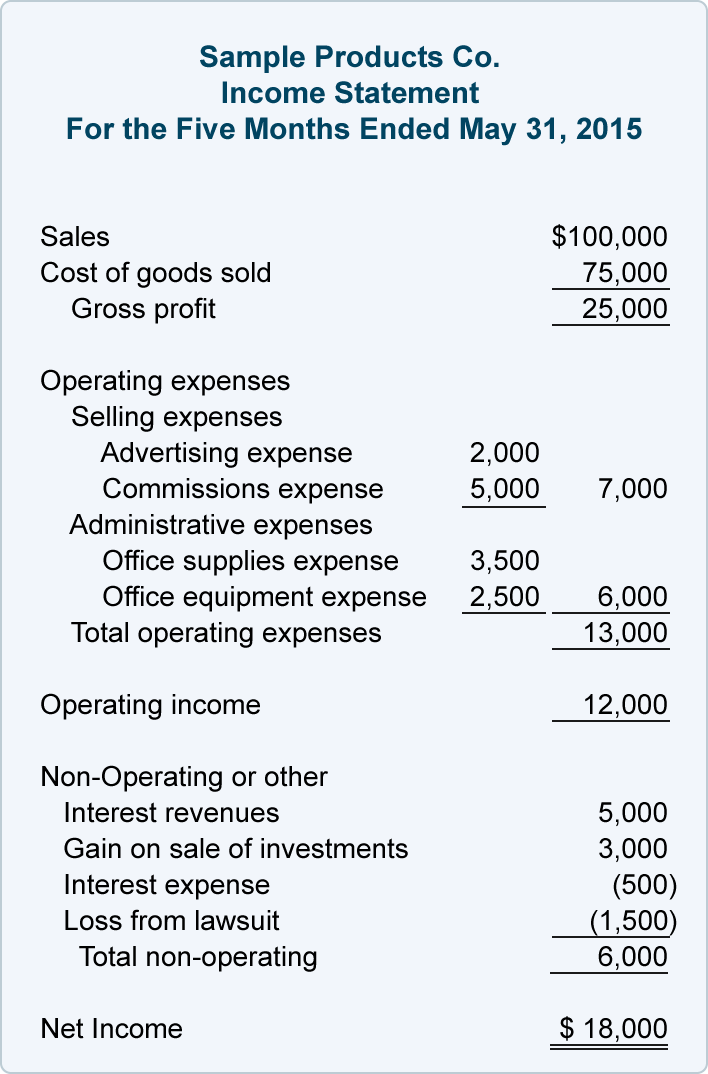 Sample Products Co.
Income Statement
For the Five Months Ended May 31, 2015
Sales $100,000
Cost of goods sold 75,000
Gross profit 25,000
Operating expenses
Selling expenses
Advertising expense 2,000
Commissions expense 5,000 7,000
Administrative expenses
Office supplies expense 3,500
Office equipment expense 2,500 6,000
Total operating expenses 13,000
Operating income 12,000
Non-Operating or other
Interest revenues 5,000
Gain on sale of investments 3,000
Interest expense (500)
Loss from lawsuit (1,500)
Total non-operating 6,000
Net Income $ 18,000